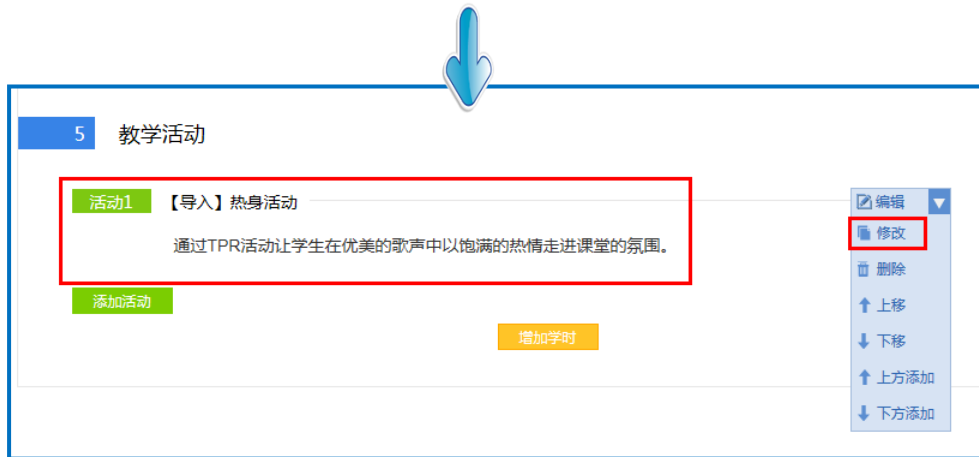 5 教学活动
活动1 【导入】热身活动
编辑
通过TPR活动让学生在优美的歌声中以饱满的热情走进课堂的氛围。
修改
删除
添加活动
上移
增加学时
下移
上方添加
下方添加